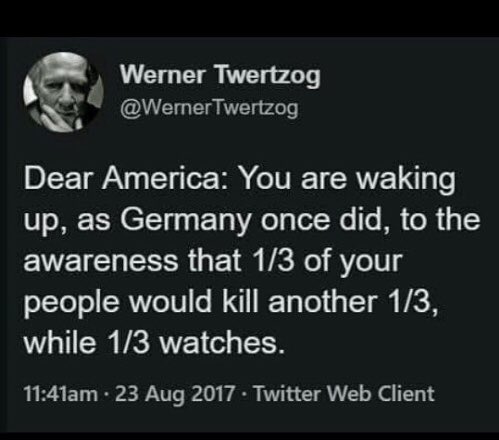 Werner Twertzog
@WernerTwertzog
Dear America: You are waking
up, as Germany once did, to the
awareness that 1/3 of your
people would kill another 1/3,
while 1/3 watches.
11:41am · 23 Aug 2017 · Twitter Web Client